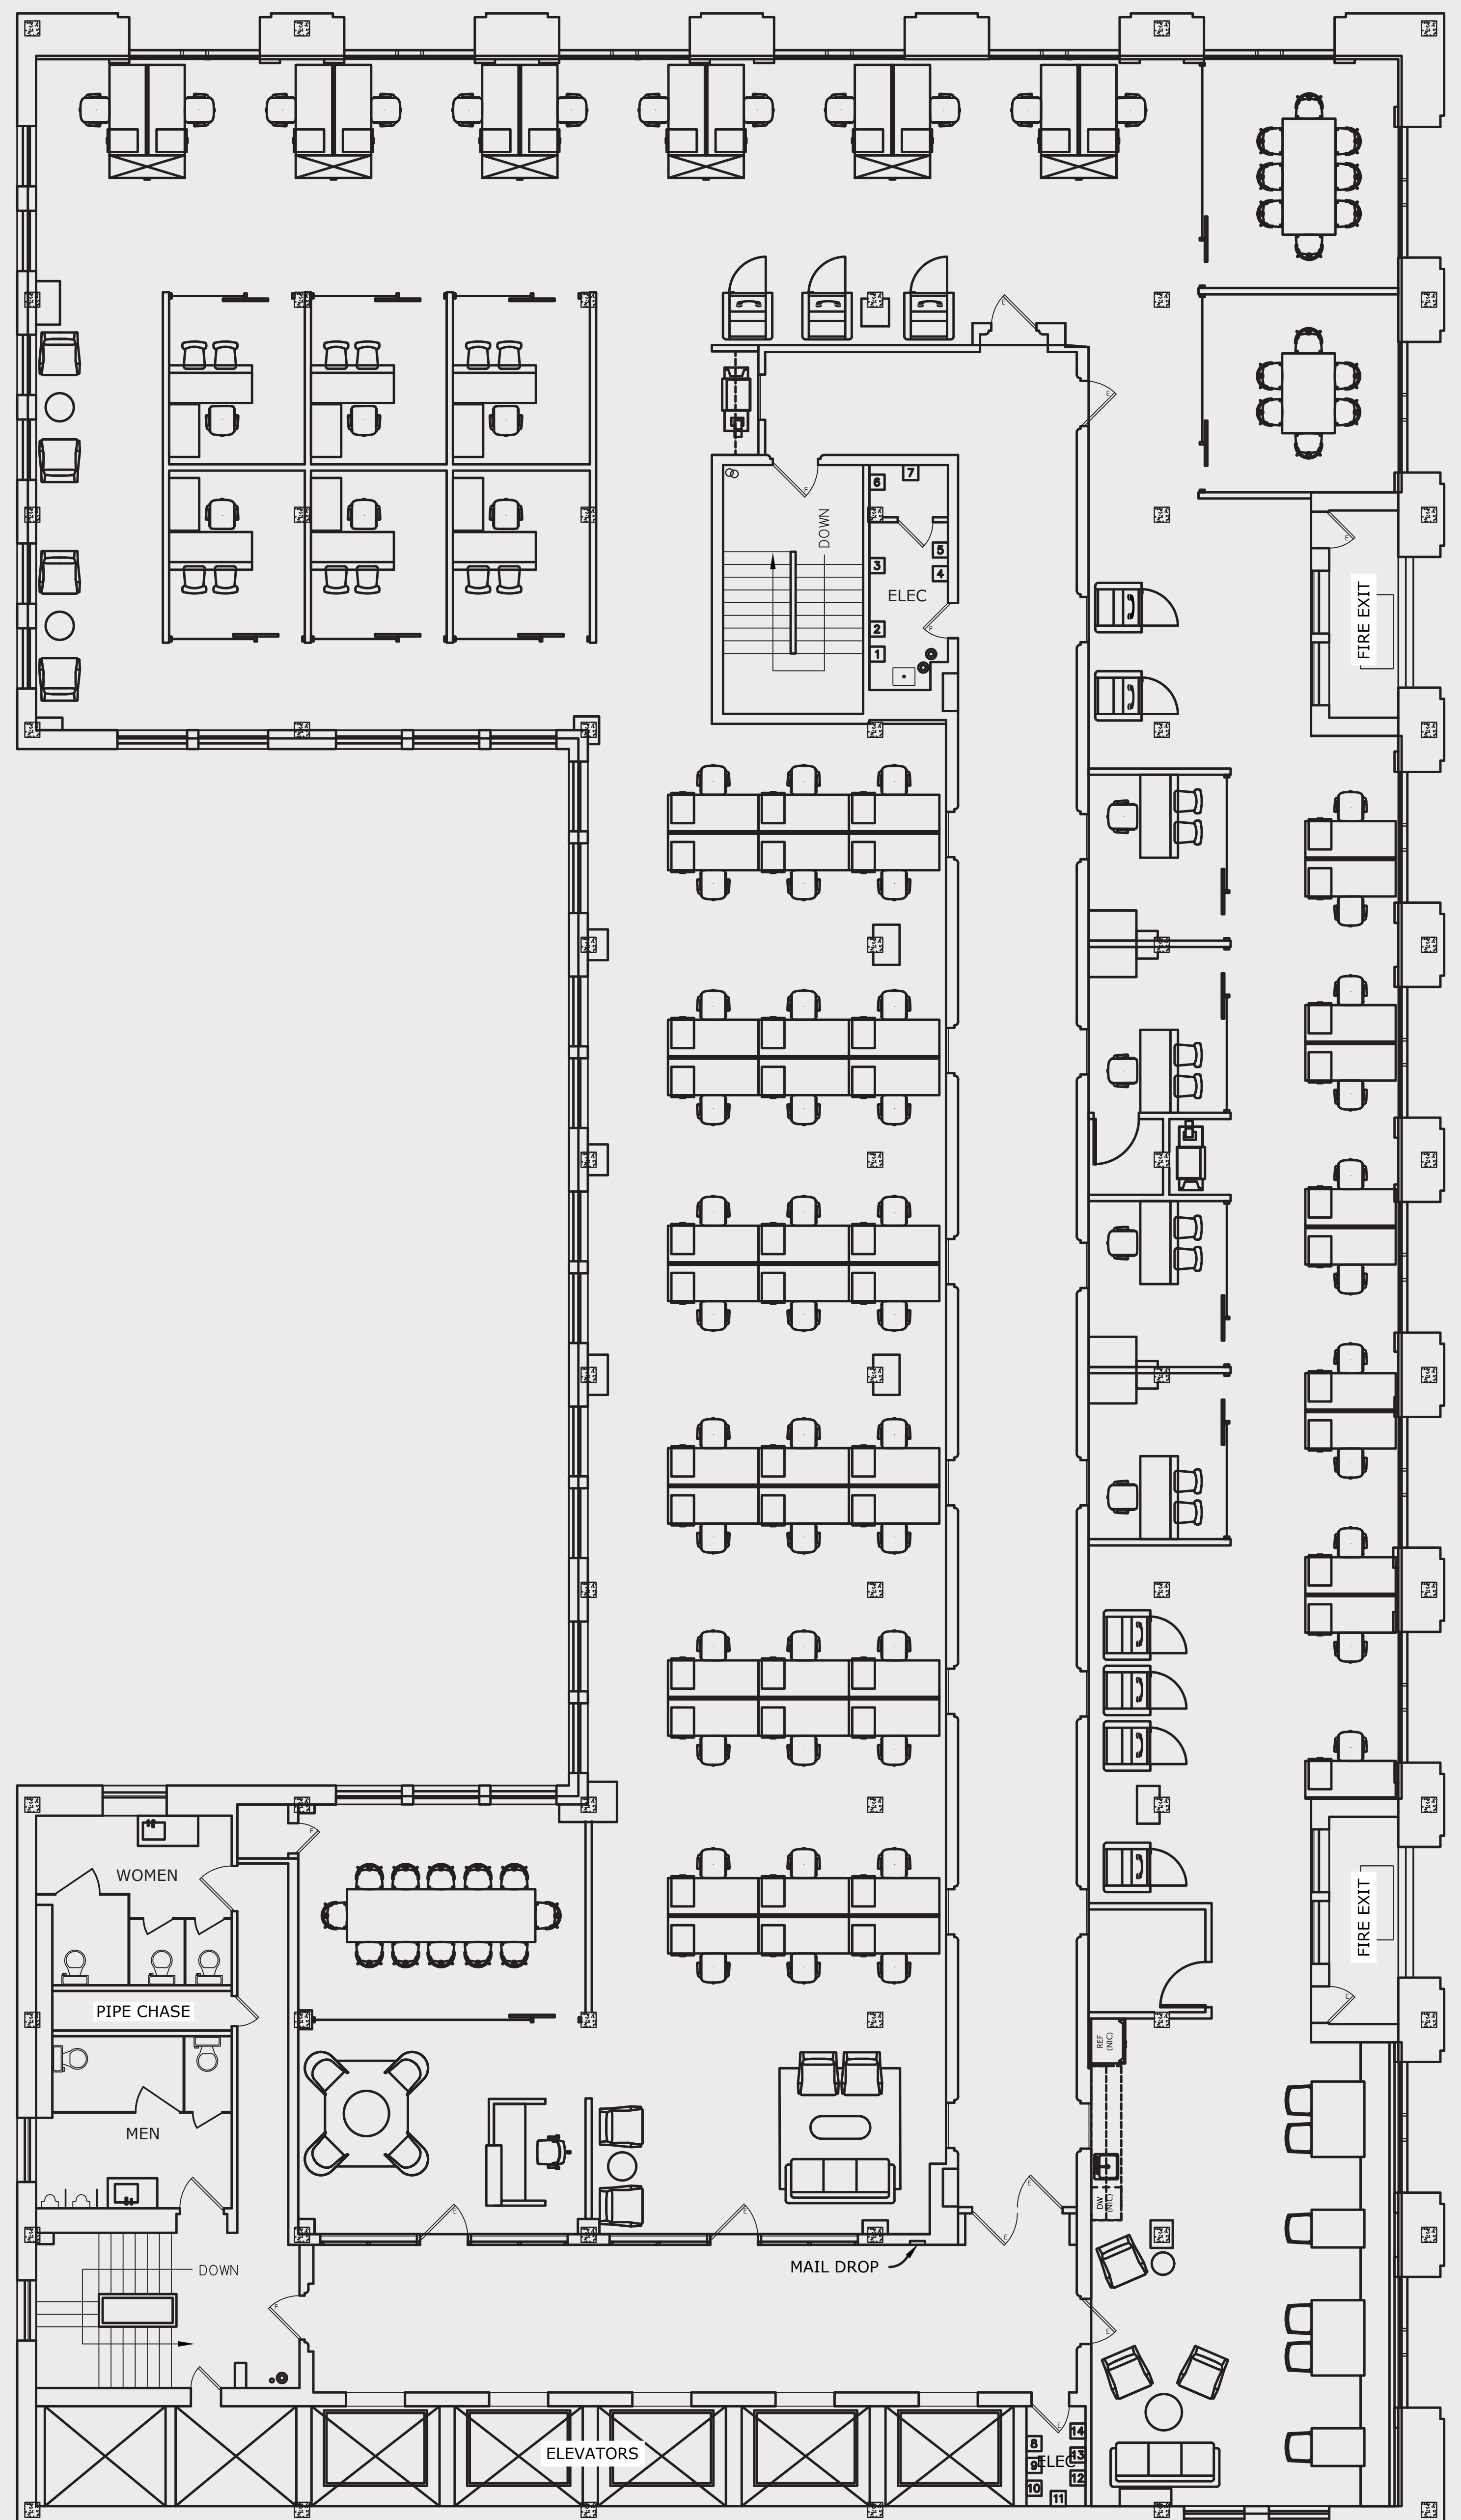 E
E
6
7
DOWN
5
3
4
E
E
ELEC
FIRE EXIT
2
E
1
E
WOMEN
FIRE EXIT
PIPE CHASE
E
REF
(NIC)
MEN
DW
(NIC)
E
E
E
DOWN
MAIL DROP
E
E
E
E
14
8
ELEVATORS
13
9
ELEC
12
10
11